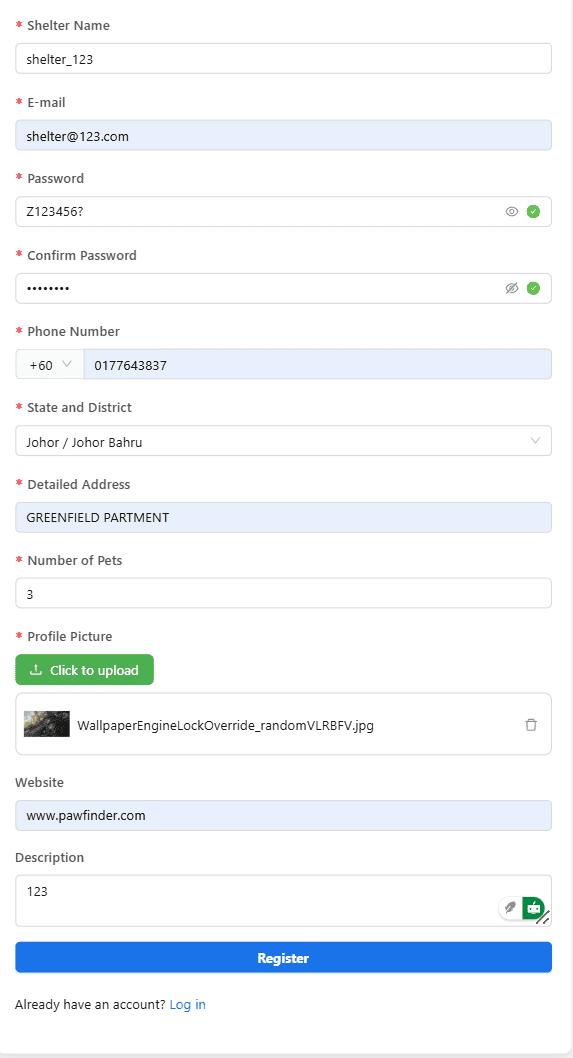 * Shelter Name
shelter_123
* E-mail
shelter@123.com
* Password
Z123456?
* Confirm Password
••••••••
* Phone Number
+60 0177643837
* State and District
Johor / Johor Bahru
* Detailed Address
GREENFIELD PARTMENT
* Number of Pets
3
* Profile Picture
Click to upload
WallpaperEngineLockOverride_randomVLRBFV.jpg
Website
www.pawfinder.com
Description
123
Register
Already have an account? Log in